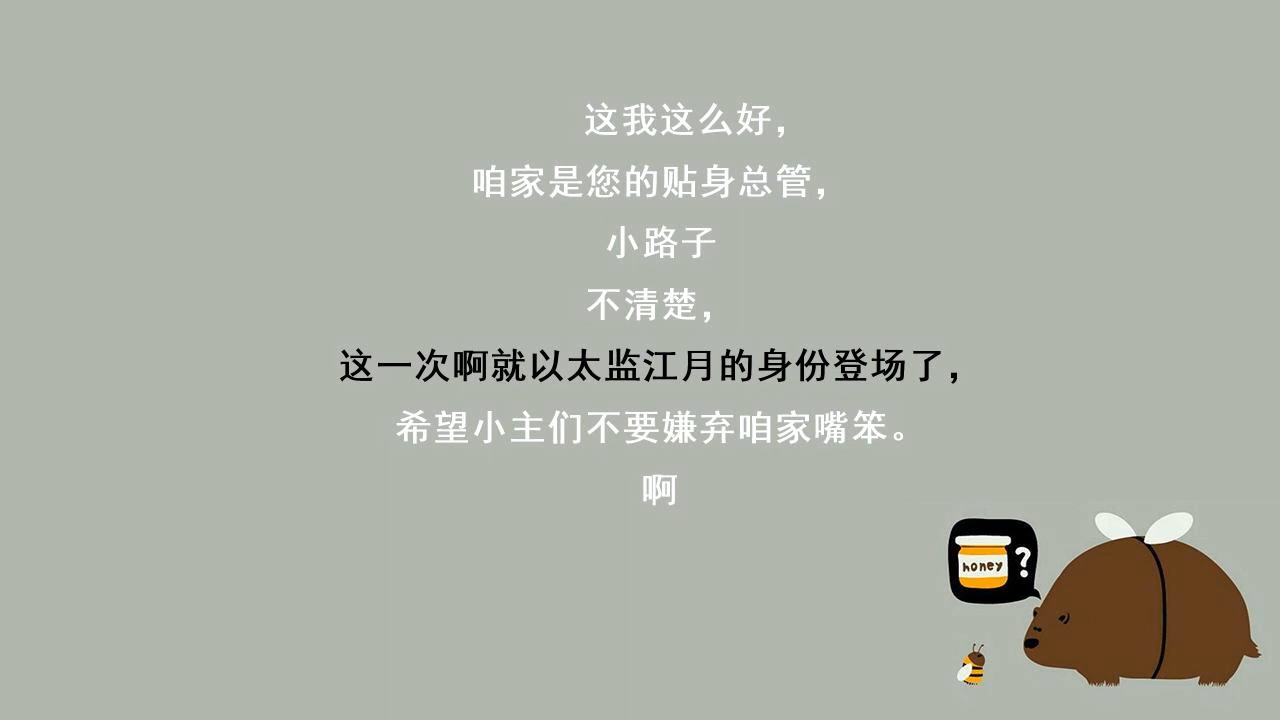 这我这么好，
咱家是您的贴身总管，
小路子
不清楚，
这一次啊就以太监江月的身份登场了，
希望小主们不要嫌弃咱家嘴笨。
啊
honey
?